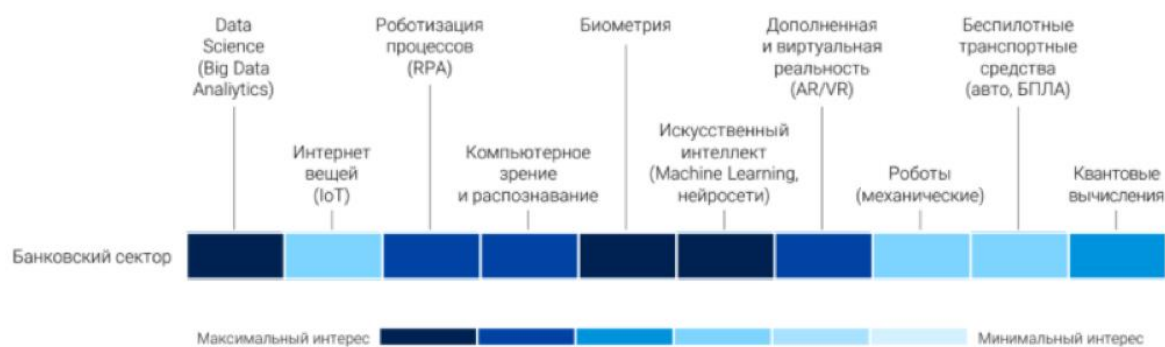 Data
Science
(Big Data
Analiytics)
Роботизация
процессов
(RPA)
Биометрия
Дополненная
и виртуальная
реальность
(AR/VR)
Беспилотные
транспортные
средства
(авто, БПЛА)
Интернет
вещей
(IoT)
Компьютерное
зрение
и распознавание
Искусственный
интеллект
(Machine Learning,
нейросети)
Роботы
(механические)
Квантовые
вычисления
Банковский сектор
Максимальный интерес
Минимальный интерес